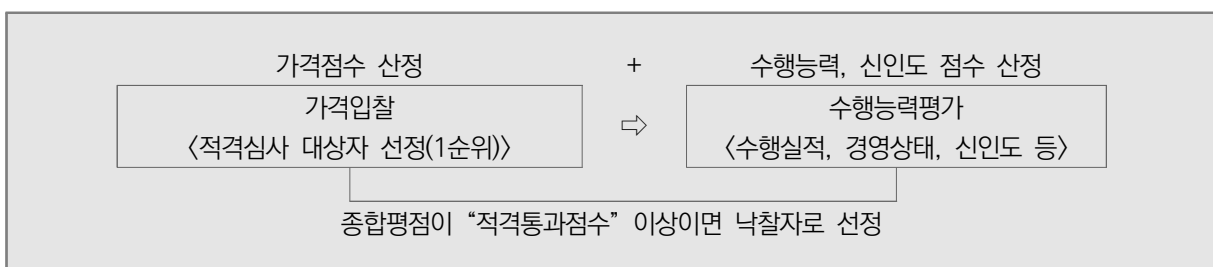 가격점수 산정 + 수행능력, 신인도 점수 산정
가격입찰 ⇨ 수행능력평가
〈적격심사 대상자 선정(1순위)〉 〈수행실적, 경영상태, 신인도 등〉
종합평점이 “적격통과점수” 이상이면 낙찰자로 선정